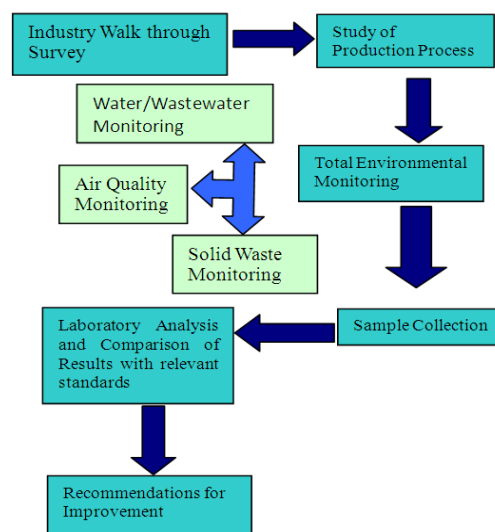 Industry Walk through
Survey
Study of
Production Process
Water/Wastewater
Monitoring
Total Environmental
Monitoring
Air Quality
Monitoring
Solid Waste
Monitoring
Laboratory Analysis
and Comparison of
Results with relevant
standards
Sample Collection
Recommendations for
Improvement